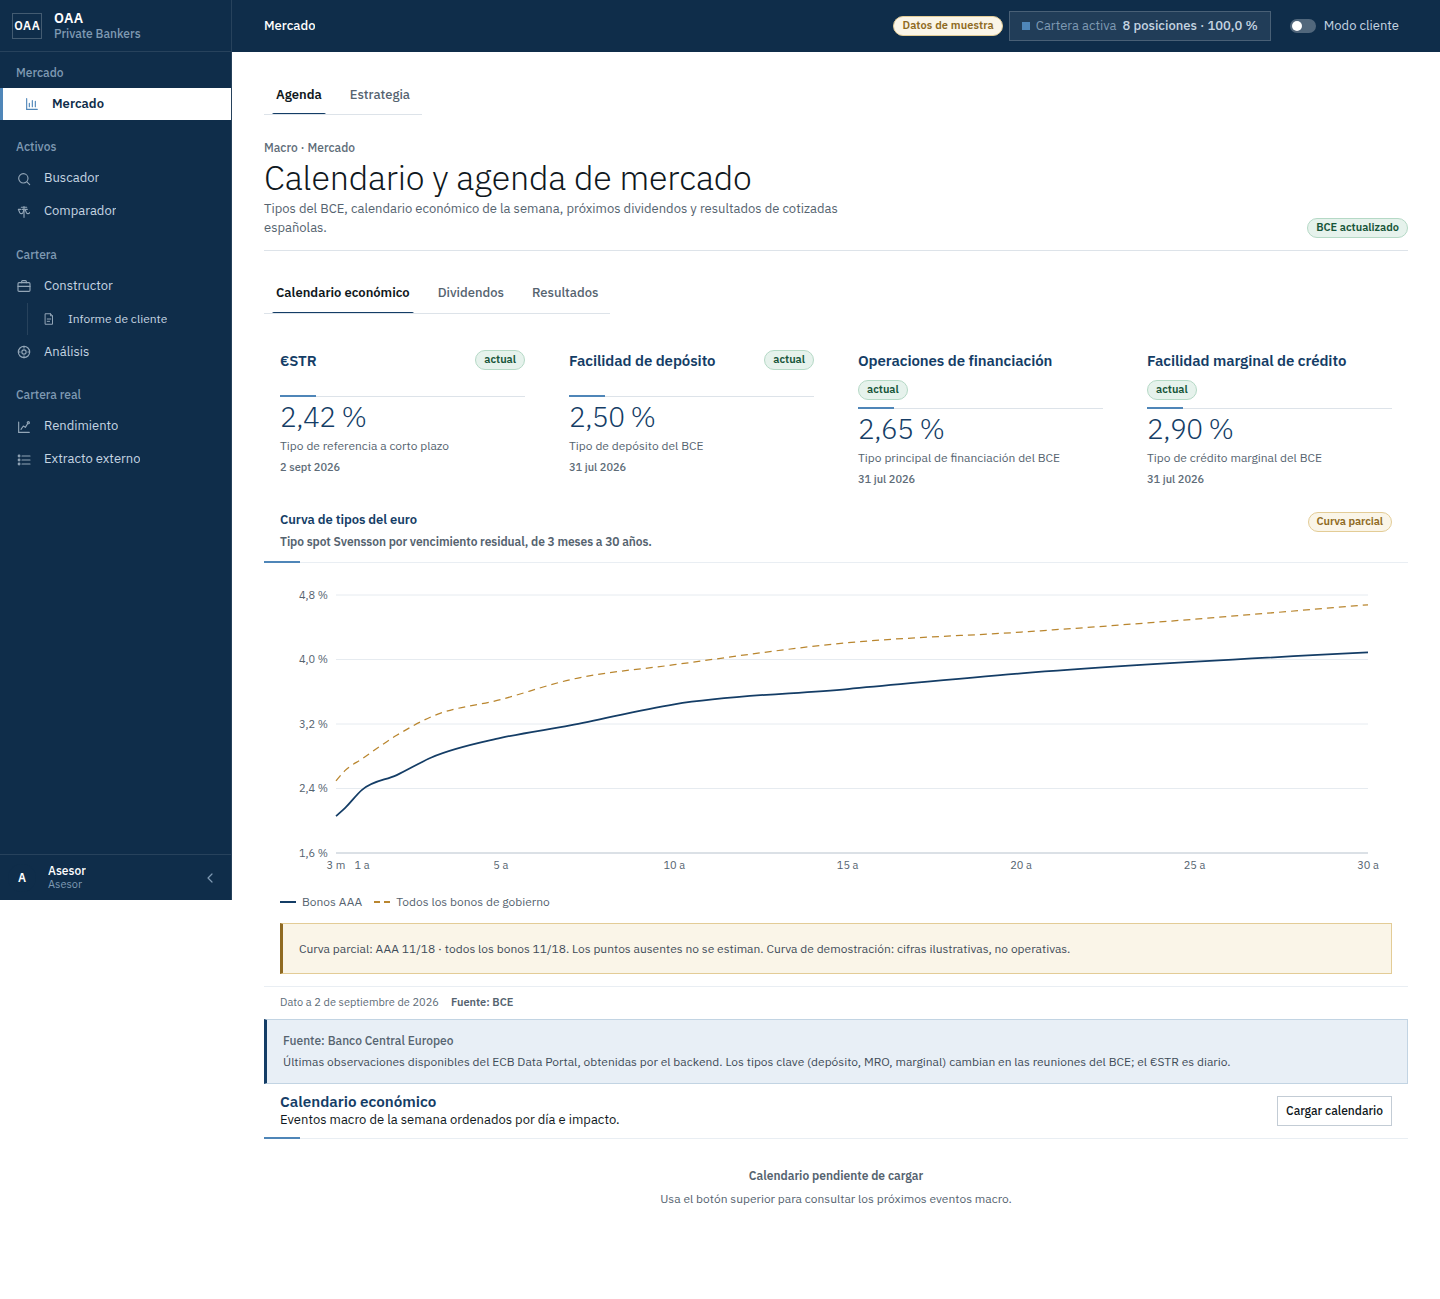 OAA
OAA
Private Bankers
Mercado
Datos de muestra
Cartera activa 8 posiciones · 100,0 %
Modo cliente
Mercado
Mercado
Activos
Buscador
Comparador
Cartera
Constructor
Informe de cliente
Análisis
Cartera real
Rendimiento
Extracto externo
A
Asesor
Asesor
Agenda
Estrategia
Macro · Mercado
Calendario y agenda de mercado
Tipos del BCE, calendario económico de la semana, próximos dividendos y resultados de cotizadas
españolas.
BCE actualizado
Calendario económico
Dividendos
Resultados
€STR
actual
2,42 %
Tipo de referencia a corto plazo
2 sept 2026
Facilidad de depósito
actual
2,50 %
Tipo de depósito del BCE
31 jul 2026
Operaciones de financiación
actual
2,65 %
Tipo principal de financiación del BCE
31 jul 2026
Facilidad marginal de crédito
actual
2,90 %
Tipo de crédito marginal del BCE
31 jul 2026
Curva de tipos del euro
Curva parcial
Tipo spot Svensson por vencimiento residual, de 3 meses a 30 años.
4,8 %
4,0 %
3,2 %
2,4 %
1,6 %
3 m 1 a 5 a 10 a 15 a 20 a 25 a 30 a
Bonos AAA
Todos los bonos de gobierno
Curva parcial: AAA 11/18 · todos los bonos 11/18. Los puntos ausentes no se estiman. Curva de demostración: cifras ilustrativas, no operativas.
Dato a 2 de septiembre de 2026 Fuente: BCE
Fuente: Banco Central Europeo
Últimas observaciones disponibles del ECB Data Portal, obtenidas por el backend. Los tipos clave (depósito, MRO, marginal) cambian en las reuniones del BCE; el €STR es diario.
Calendario económico
Eventos macro de la semana ordenados por día e impacto.
Cargar calendario
Calendario pendiente de cargar
Usa el botón superior para consultar los próximos eventos macro.